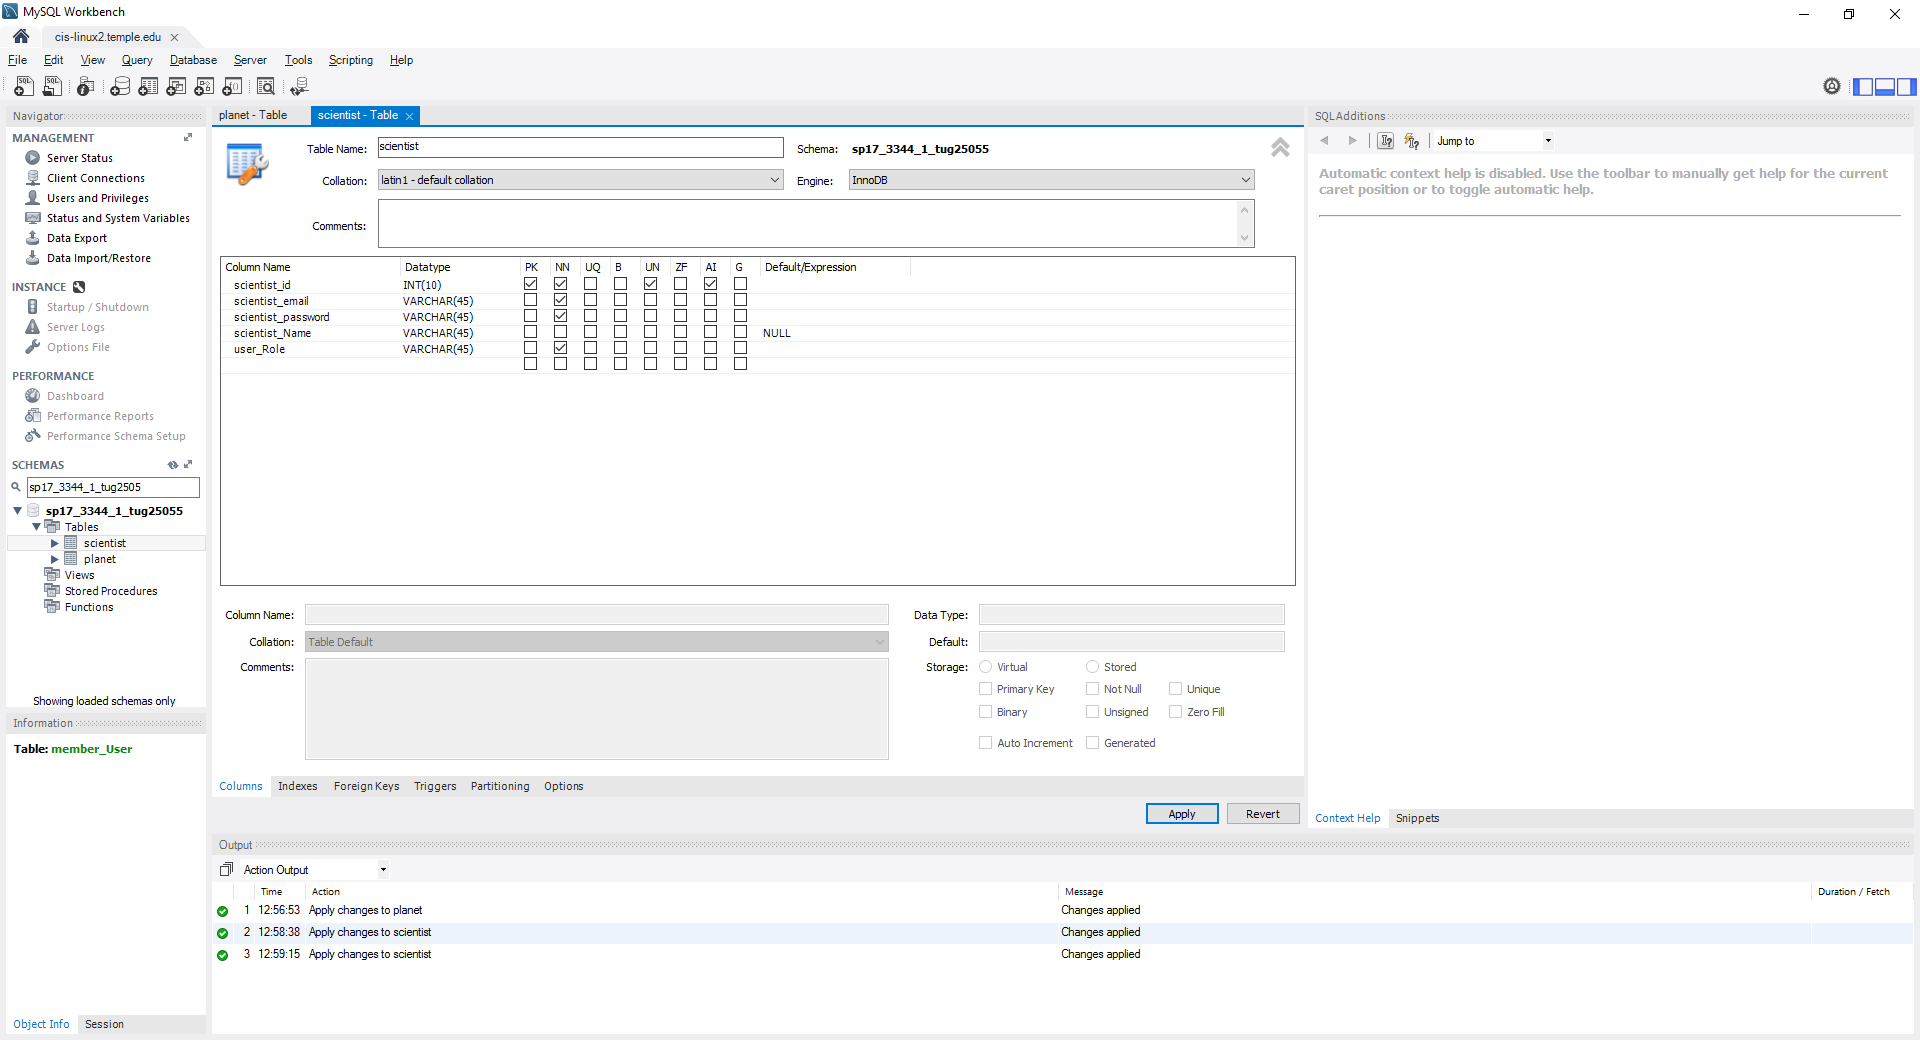 MySQL Workbench
cis-linux2.temple.edu
File Edit View Query Database Server Tools Scripting Help
Navigator
MANAGEMENT
Server Status
Client Connections
Users and Privileges
Status and System Variables
Data Export
Data Import/Restore
INSTANCE
Startup / Shutdown
Server Logs
Options File
PERFORMANCE
Dashboard
Performance Reports
Performance Schema Setup
SCHEMAS
sp17_3344_1_tug2505
sp17_3344_1_tug25055
Tables
scientist
planet
Views
Stored Procedures
Functions
Showing loaded schemas only
Information
Table: member_User
Object Info Session
planet - Table scientist - Table
Table Name: scientist Schema: sp17_3344_1_tug25055
Collation: latin1 - default collation Engine: InnoDB
Comments:
Column Name Datatype PK NN UQ B UN ZF AI G Default/Expression
scientist_id INT(10)
scientist_email VARCHAR(45)
scientist_password VARCHAR(45)
scientist_Name VARCHAR(45) NULL
user_Role VARCHAR(45)
Column Name: Data Type:
Collation: Table Default Default:
Comments: Storage: Virtual Stored
Primary Key Not Null Unique
Binary Unsigned Zero Fill
Auto Increment Generated
Columns Indexes Foreign Keys Triggers Partitioning Options
Apply Revert
SQLAdditions
Jump to
Automatic context help is disabled. Use the toolbar to manually get help for the current
caret position or to toggle automatic help.
Context Help Snippets
Output
Action Output
Time Action Message Duration / Fetch
1 12:56:53 Apply changes to planet Changes applied
2 12:58:38 Apply changes to scientist Changes applied
3 12:59:15 Apply changes to scientist Changes applied